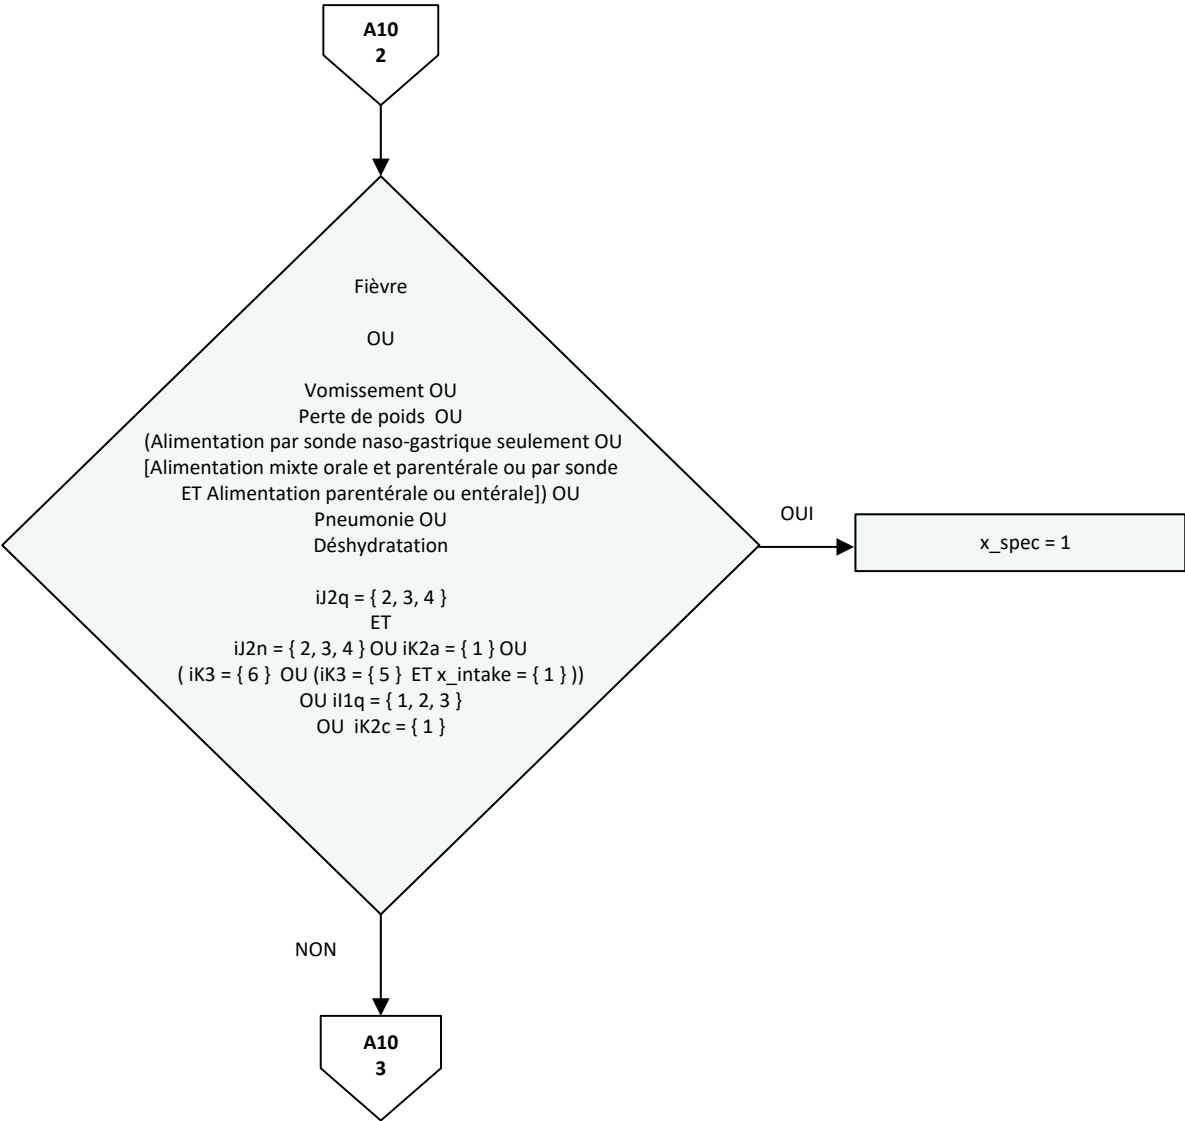 A10
2
Fièvre
OU
Vomissement OU
Perte de poids OU
(Alimentation par sonde naso-gastrique seulement OU
[Alimentation mixte orale et parentérale ou par sonde
ET Alimentation parentérale ou entérale]) OU
Pneumonie OU
Déshydratation
iJ2q = { 2, 3, 4 }
ET
iJ2n = { 2, 3, 4 } OU iK2a = { 1 } OU
( iK3 = { 6 } OU (iK3 = { 5 } ET x_intake = { 1 } ))
OU iI1q = { 1, 2, 3 }
OU iK2c = { 1 }
OUI
x_spec = 1
NON
A10
3